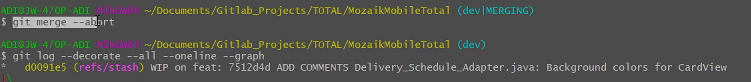 ADI@JW-470P-ADI MINGW64 ~/Documents/Gitlab_Projects/TOTAL/MozaikMobileTotal (dev|MERGING)
$ git merge --abort
ADI@JW-470P-ADI MINGW64 ~/Documents/Gitlab_Projects/TOTAL/MozaikMobileTotal (dev)
$ git log --decorate --all --oneline --graph
*   d0091e5 (refs/stash) WIP on feat: 7512d4d ADD COMMENTS Delivery_Schedule_Adapter.java: Background colors for CardView
|\